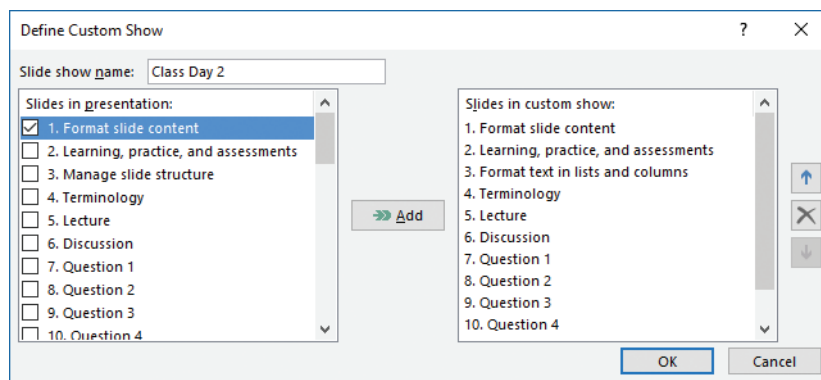 Define Custom Show
?
Slide show name: Class Day 2
Slides in presentation:
1. Format slide content
2. Learning, practice, and assessments
3. Manage slide structure
4. Terminology
5. Lecture
6. Discussion
7. Question 1
8. Question 2
9. Question 3
10. Question 4
Add
Slides in custom show:
1. Format slide content
2. Learning, practice, and assessments
3. Format text in lists and columns
4. Terminology
5. Lecture
6. Discussion
7. Question 1
8. Question 2
9. Question 3
10. Question 4
OK
Cancel